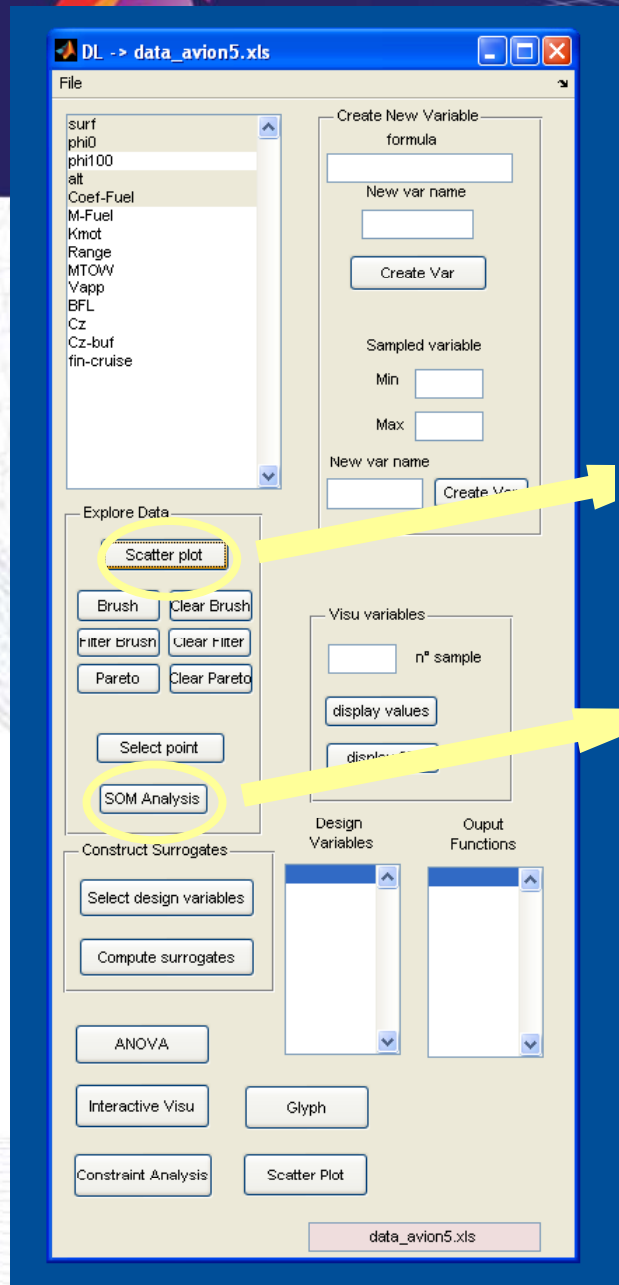 DL -> data_avion5.xls
File
surf
phi0
phi100
alt
Coef-Fuel
M-Fuel
Kmot
Range
MTOW
Vapp
BFL
Cz
Cz-buf
fin-cruise
Create New Variable
formula
New var name
Create Var
Sampled variable
Min
Max
New var name
Create
Explore Data
Scatter plot
Brush
Clear Brush
Filter Brush
Clear Filter
Pareto
Clear Pareto
Select point
SOM Analysis
Visu variables
n° sample
display values
Construct Surrogates
Select design variables
Compute surrogates
Design
Variables
Ouput
Functions
ANOVA
Interactive Visu
Glyph
Constraint Analysis
Scatter Plot
data_avion5.xls